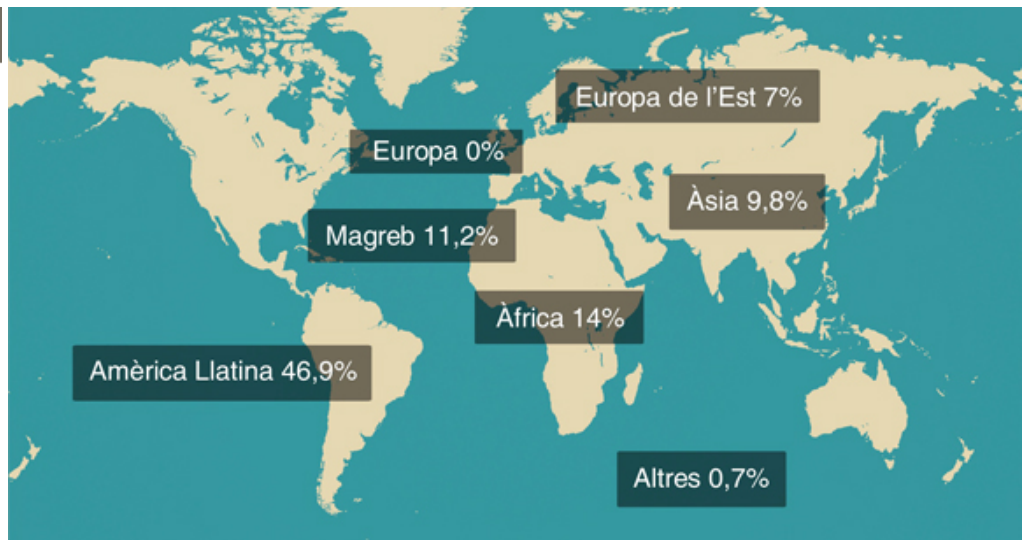 Europa de l'Est 7%
Europa 0%
Àsia 9,8%
Magreb 11,2%
Àfrica 14%
Amèrica Llatina 46,9%
Altres 0,7%